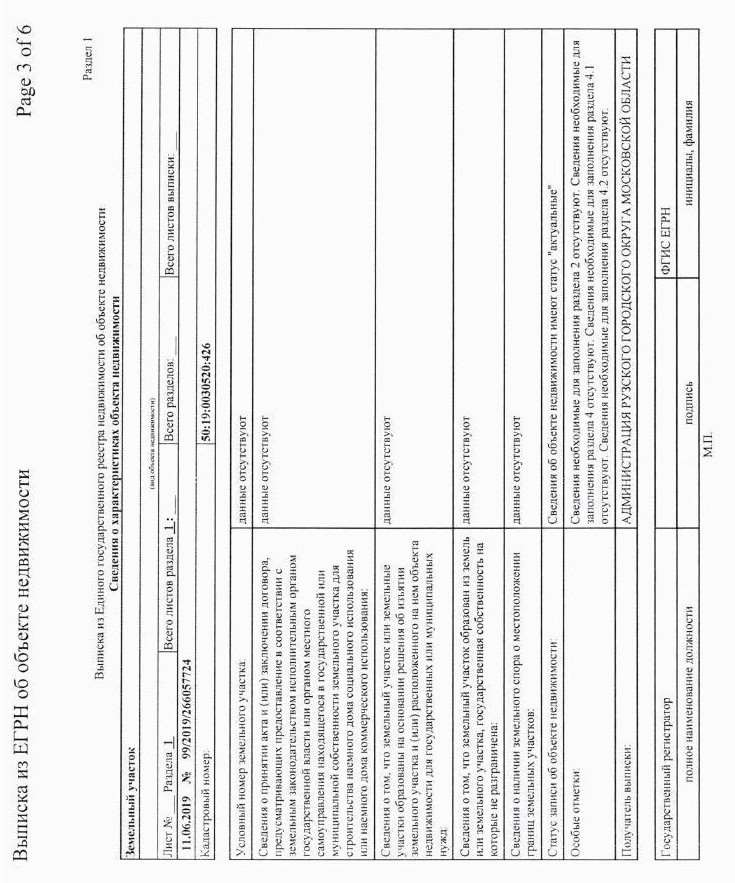 Выписка из ЕГРН об объекте недвижимости
Page 3 of 6
Раздел 1
Выписка из Единого государственного реестра недвижимости об объекте недвижимости
Сведения о характеристиках объекта недвижимости
Земельный участок
(вид объекта недвижимости)
Лист № ___ Раздела 1
Всего листов раздела 1: ___
Всего разделов: ___
Всего листов выписки: ___
11.06.2019 № 99/2019/266057724
Кадастровый номер:
50:19:0030520:426
Условный номер земельного участка:
данные отсутствуют
Сведения о принятии акта и (или) заключении договора,
предусматривающих предоставление в соответствии с
земельным законодательством исполнительным органом
государственной власти или органом местного
самоуправления находящегося в государственной или
муниципальной собственности земельного участка для
строительства наемного дома социального использования
или наемного дома коммерческого использования:
данные отсутствуют
Сведения о том, что земельный участок или земельные
участки образованы на основании решения об изъятии
земельного участка и (или) расположенного на нем объекта
недвижимости для государственных или муниципальных
нужд:
данные отсутствуют
Сведения о том, что земельный участок образован из земель
или земельного участка, государственная собственность на
которые не разграничена:
данные отсутствуют
Сведения о наличии земельного спора о местоположении
границ земельных участков:
данные отсутствуют
Статус записи об объекте недвижимости:
Сведения об объекте недвижимости имеют статус "актуальные"
Особые отметки:
Сведения необходимые для заполнения раздела 2 отсутствуют. Сведения необходимые для
заполнения раздела 4 отсутствуют. Сведения необходимые для заполнения раздела 4.1
отсутствуют. Сведения необходимые для заполнения раздела 4.2 отсутствуют.
Получатель выписки:
АДМИНИСТРАЦИЯ РУЗСКОГО ГОРОДСКОГО ОКРУГА МОСКОВСКОЙ ОБЛАСТИ
Государственный регистратор
ФГИС ЕГРН
полное наименование должности
подпись
инициалы, фамилия
М.П.